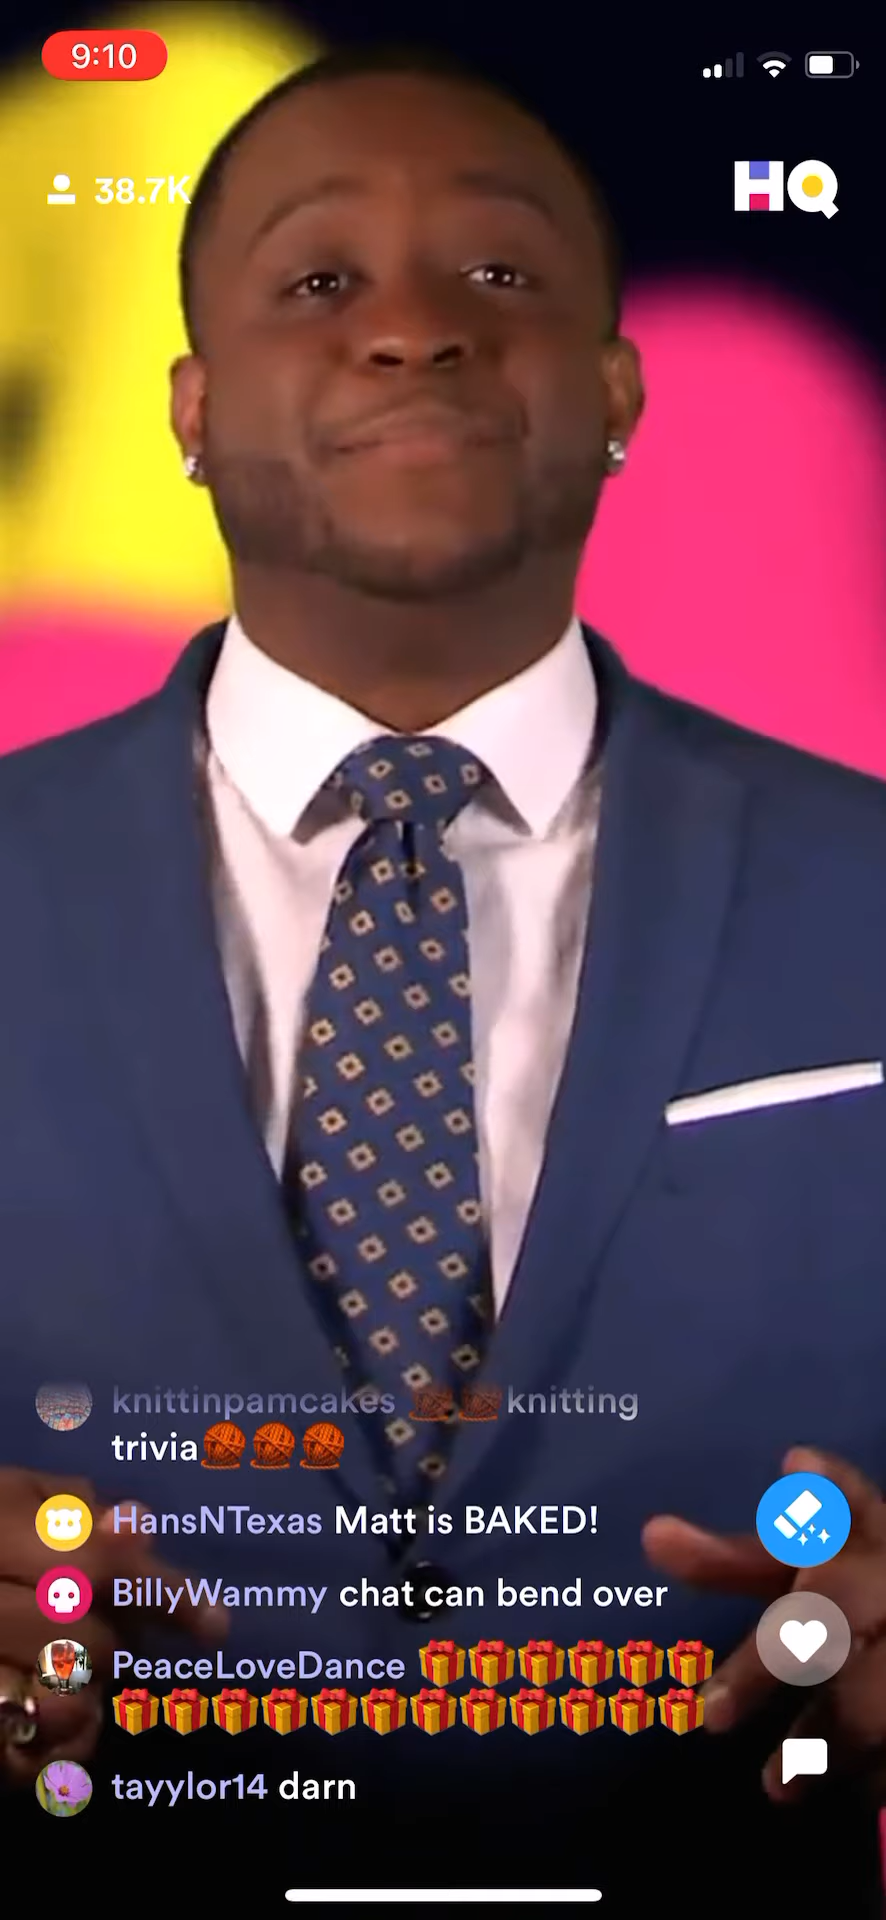 9:10
38.7K
HQ
knittinpamcakes 🧶🧶knitting
trivia🧶🧶🧶
HansNTexas Matt is BAKED!
BillyWammy chat can bend over
PeaceLoveDance 🎁🎁🎁🎁🎁🎁
🎁🎁🎁🎁🎁🎁🎁🎁🎁🎁🎁🎁
tayylor14 darn